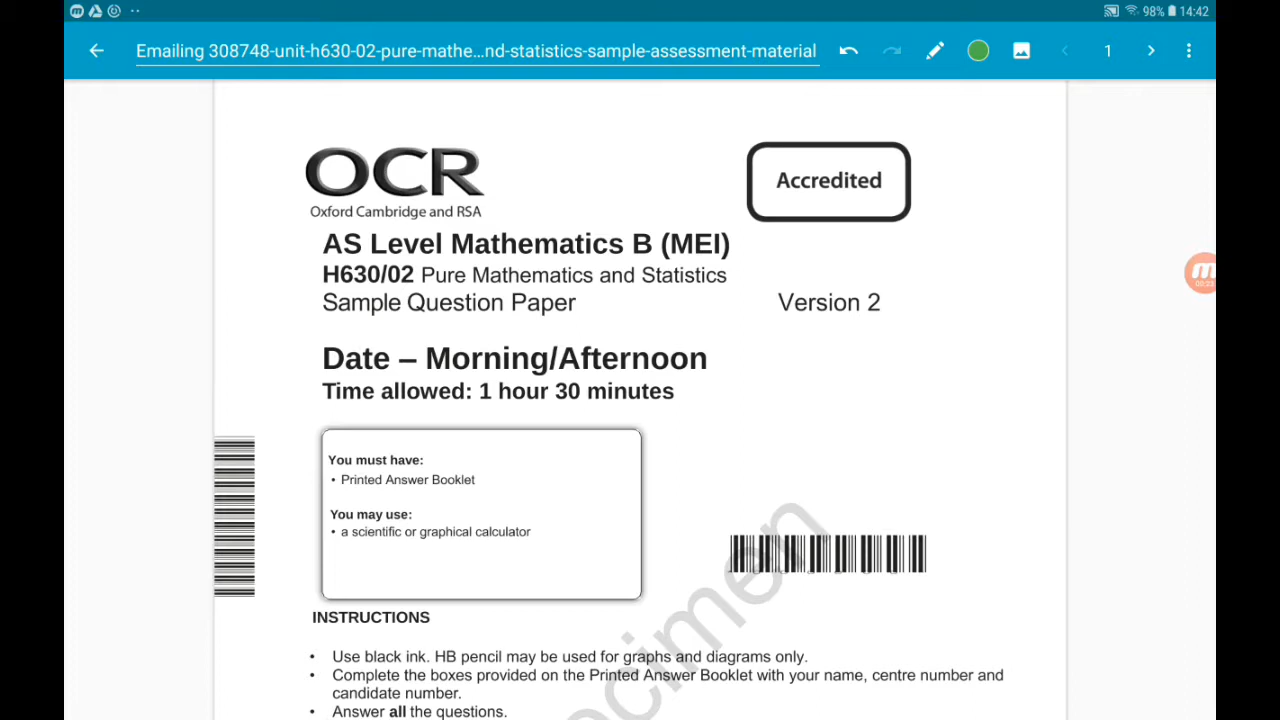 98% 14:42
Emailing 308748-unit-h630-02-pure-mathe...nd-statistics-sample-assessment-material
1
OCR
Oxford Cambridge and RSA
Accredited
AS Level Mathematics B (MEI)
H630/02 Pure Mathematics and Statistics
Sample Question Paper Version 2
Date – Morning/Afternoon
Time allowed: 1 hour 30 minutes
You must have:
• Printed Answer Booklet
You may use:
• a scientific or graphical calculator
INSTRUCTIONS
• Use black ink. HB pencil may be used for graphs and diagrams only.
• Complete the boxes provided on the Printed Answer Booklet with your name, centre number and
candidate number.
• Answer all the questions.
cimen